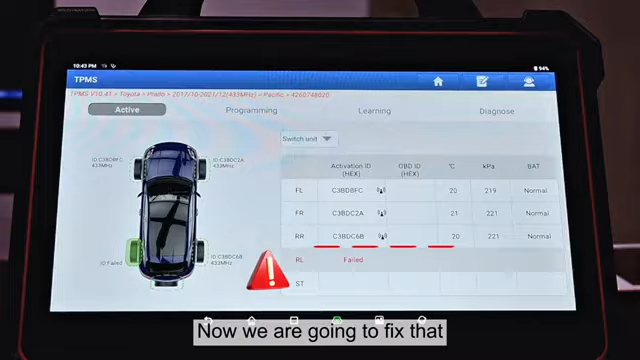 10:43 PM
94%
TPMS
TPMS V10.41 > Toyota > Prado > 2017/10-2021/12(433MHz) > Pacific > 4260748020
Active
Programming
Learning
Diagnose
Switch unit
Activation ID (HEX)
OBD ID (HEX)
°C
kPa
BAT
FL
C3BDBFC
20
219
Normal
FR
C3BDC2A
21
221
Normal
RR
C3BDC6B
20
221
Normal
RL
Failed
ST
ID:C3BDBFC
433MHz
ID:C3BDC2A
433MHz
ID:Failed
ID:C3BDC6B
433MHz
Now we are going to fix that